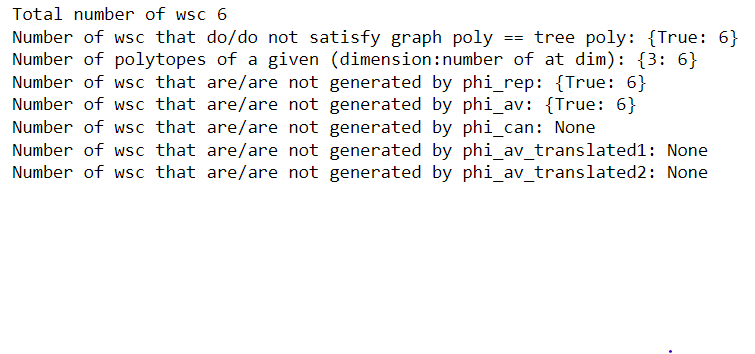 Total number of wsc 6
Number of wsc that do/do not satisfy graph poly == tree poly: {True: 6}
Number of polytopes of a given (dimension:number of at dim): {3: 6}
Number of wsc that are/are not generated by phi_rep: {True: 6}
Number of wsc that are/are not generated by phi_av: {True: 6}
Number of wsc that are/are not generated by phi_can: None
Number of wsc that are/are not generated by phi_av_translated1: None
Number of wsc that are/are not generated by phi_av_translated2: None